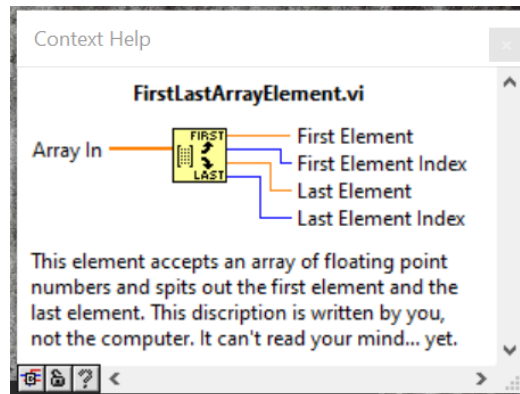 Context Help
FirstLastArrayElement.vi
Array In
FIRST
LAST
First Element
First Element Index
Last Element
Last Element Index
This element accepts an array of floating point
numbers and spits out the first element and the
last element. This discription is written by you,
not the computer. It can't read your mind... yet.
?